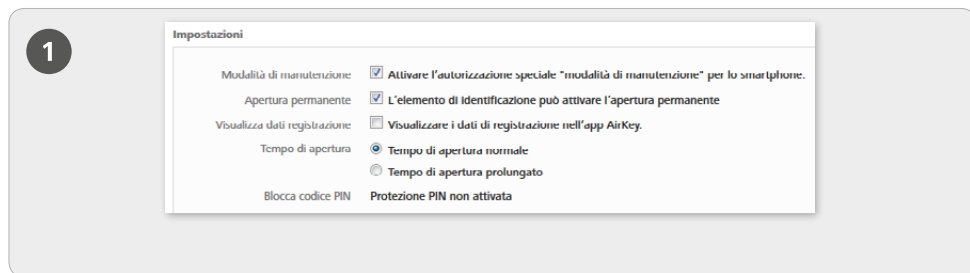 1
Impostazioni
Modalità di manutenzione Attivare l'autorizzazione speciale "modalità di manutenzione" per lo smartphone.
Apertura permanente L'elemento di identificazione può attivare l'apertura permanente
Visualizza dati registrazione Visualizzare i dati di registrazione nell'app AirKey.
Tempo di apertura Tempo di apertura normale
Tempo di apertura prolungato
Blocca codice PIN Protezione PIN non attivata